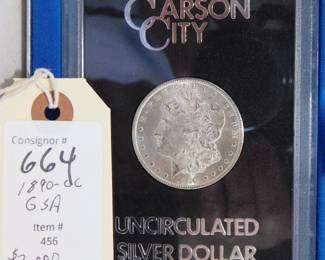 CARSON
CITY
Consignor #
664
1890-CC
GSA
Item #
456
UNCIRCULATED
SILVER DOLLAR